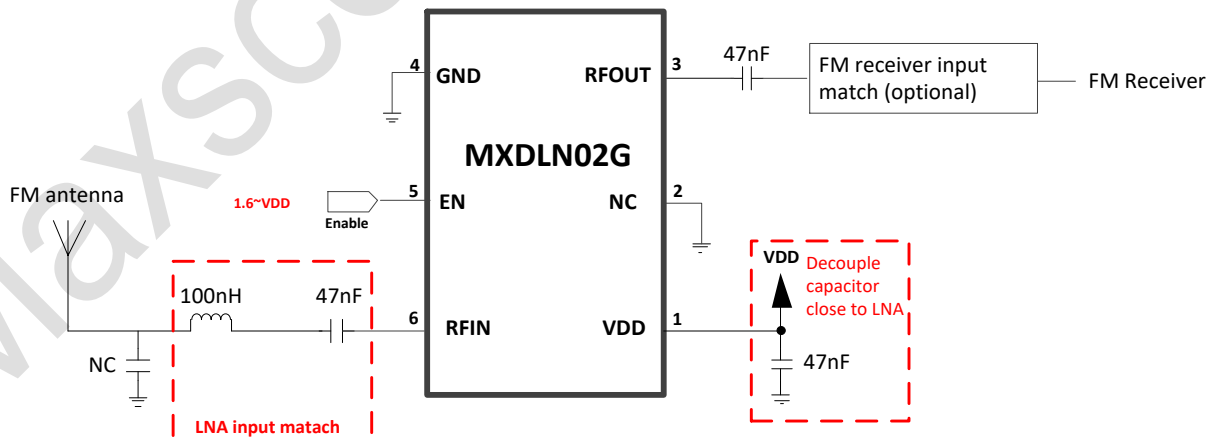 Maxsc
47nF
FM receiver input
match (optional)
FM Receiver
4
GND
RFOUT
3
MXDLN02G
FM antenna
1.6~VDD
Enable
5
EN
NC
2
VDD
Decouple
capacitor
close to LNA
100nH
47nF
6
RFIN
VDD
1
NC
47nF
LNA input matach